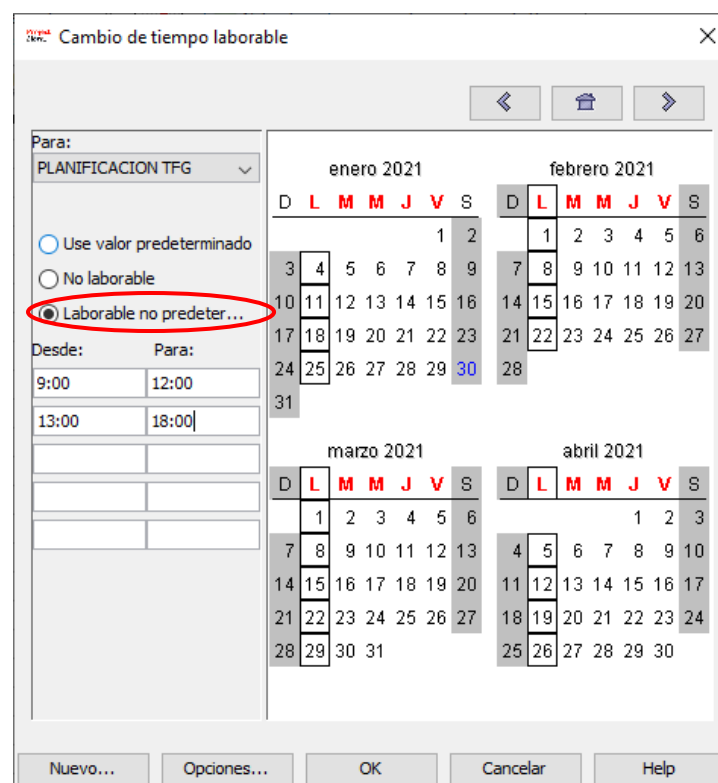 Cambio de tiempo laborable
Para:
PLANIFICACION TFG
Use valor predeterminado
No laborable
Laborable no predeter...
Desde: Para:
9:00 12:00
13:00 18:00
enero 2021
D L M M J V S
1 2
3 4 5 6 7 8 9
10 11 12 13 14 15 16
17 18 19 20 21 22 23
24 25 26 27 28 29 30
31
febrero 2021
D L M M J V S
1 2 3 4 5 6
7 8 9 10 11 12 13
14 15 16 17 18 19 20
21 22 23 24 25 26 27
28
marzo 2021
D L M M J V S
1 2 3 4 5 6
7 8 9 10 11 12 13
14 15 16 17 18 19 20
21 22 23 24 25 26 27
28 29 30 31
abril 2021
D L M M J V S
1 2 3
4 5 6 7 8 9 10
11 12 13 14 15 16 17
18 19 20 21 22 23 24
25 26 27 28 29 30
Nuevo... Opciones... OK Cancelar Help